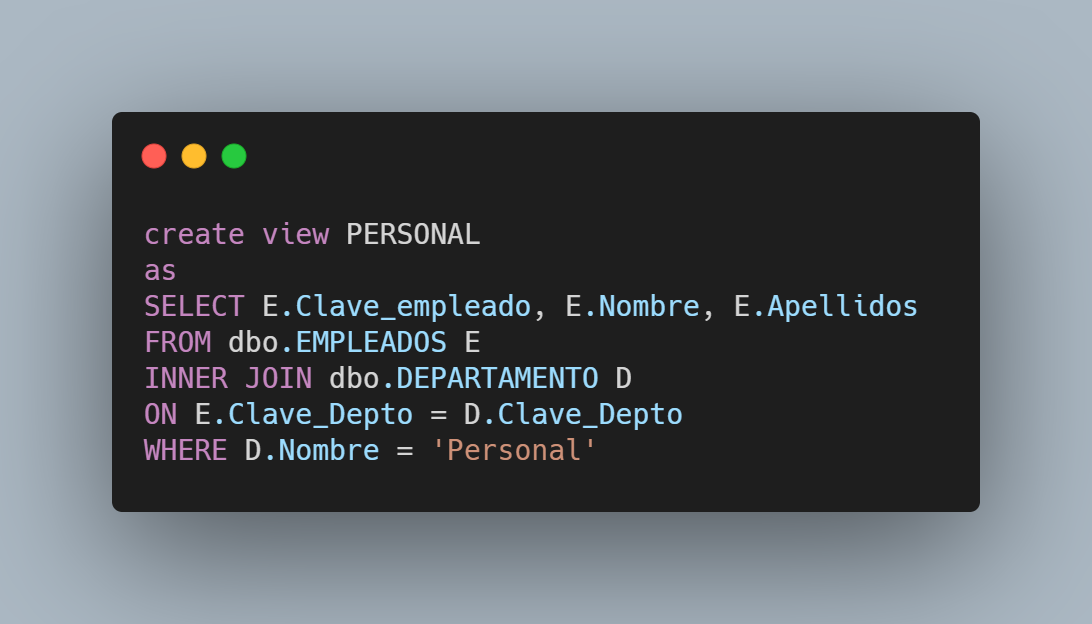 create view PERSONAL
as
SELECT E.Clave_empleado, E.Nombre, E.Apellidos
FROM dbo.EMPLEADOS E
INNER JOIN dbo.DEPARTAMENTO D
ON E.Clave_Depto = D.Clave_Depto
WHERE D.Nombre = 'Personal'